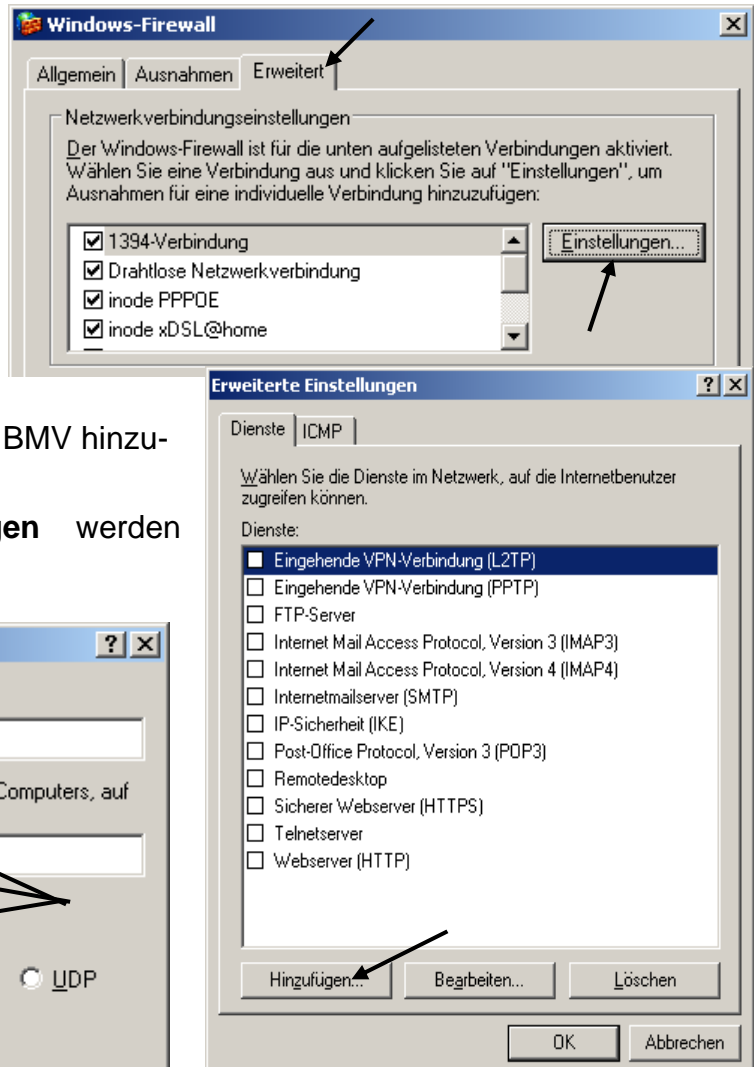 Windows-Firewall
Allgemein Ausnahmen Erweitert
Netzwerkverbindungseinstellungen
Der Windows-Firewall ist für die unten aufgelisteten Verbindungen aktiviert.
Wählen Sie eine Verbindung aus und klicken Sie auf "Einstellungen", um
Ausnahmen für eine individuelle Verbindung hinzuzufügen:
1394-Verbindung
Drahtlose Netzwerkverbindung
inode PPPOE
inode xDSL@home
Einstellungen...
BMV hinzu-
gen werden
Computers, auf
UDP
Erweiterte Einstellungen
Dienste ICMP
Wählen Sie die Dienste im Netzwerk, auf die Internetbenutzer
zugreifen können.
Dienste:
Eingehende VPN-Verbindung (L2TP)
Eingehende VPN-Verbindung (PPTP)
FTP-Server
Internet Mail Access Protocol, Version 3 (IMAP3)
Internet Mail Access Protocol, Version 4 (IMAP4)
Internetmailserver (SMTP)
IP-Sicherheit (IKE)
Post-Office Protocol, Version 3 (POP3)
Remotedesktop
Sicherer Webserver (HTTPS)
Telnetserver
Webserver (HTTP)
Hinzufügen... Bearbeiten... Löschen
OK Abbrechen